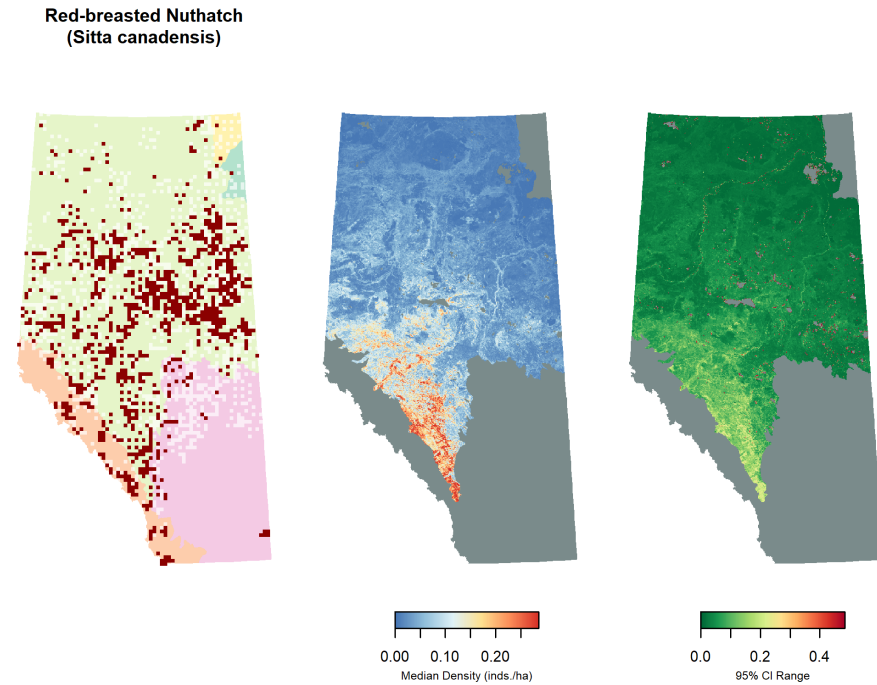 Red-breasted Nuthatch
(Sitta canadensis)
0.00 0.10 0.20
Median Density (inds./ha)
0.0 0.2 0.4
95% CI Range